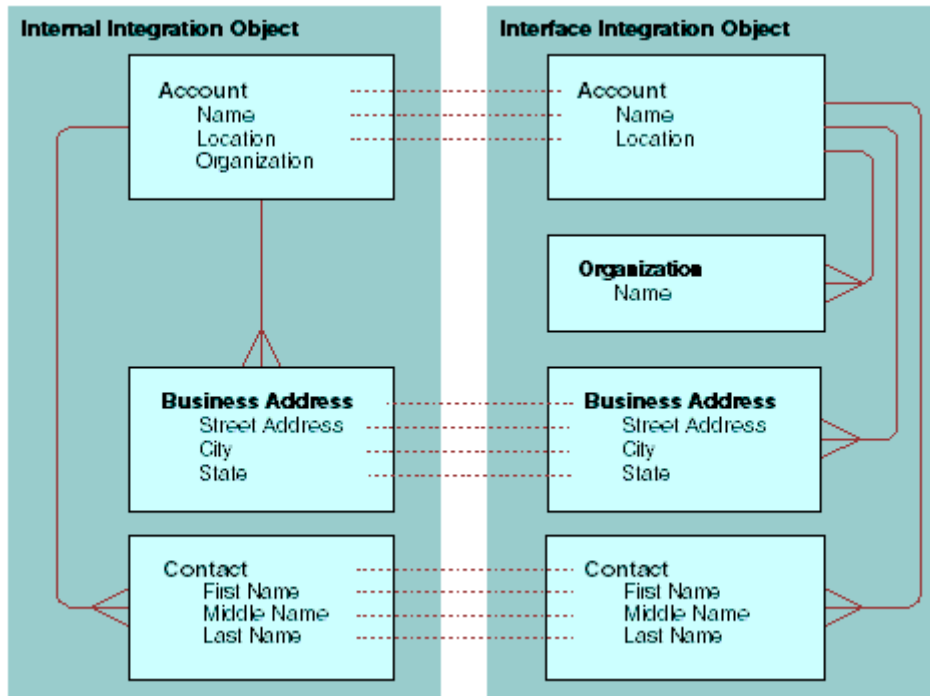 Internal Integration Object
Account
Name
Location
Organization
Business Address
Street Address
City
State
Contact
First Name
Middle Name
Last Name
Interface Integration Object
Account
Name
Location
Organization
Name
Business Address
Street Address
City
State
Contact
First Name
Middle Name
Last Name